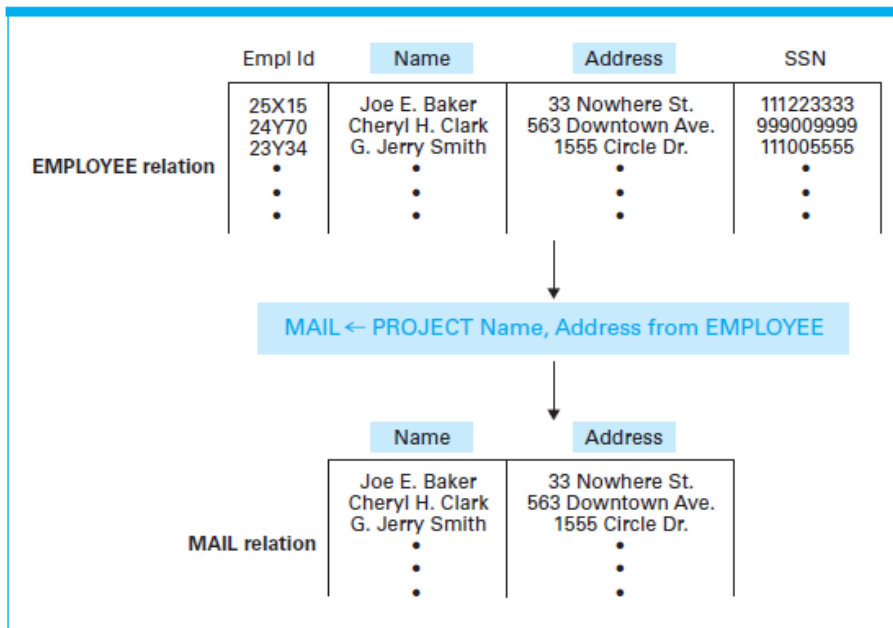 Empl Id Name Address SSN
25X15 Joe E. Baker 33 Nowhere St. 111223333
24Y70 Cheryl H. Clark 563 Downtown Ave. 999009999
23Y34 G. Jerry Smith 1555 Circle Dr. 111005555
EMPLOYEE relation
MAIL ← PROJECT Name, Address from EMPLOYEE
Name Address
Joe E. Baker 33 Nowhere St.
Cheryl H. Clark 563 Downtown Ave.
G. Jerry Smith 1555 Circle Dr.
MAIL relation